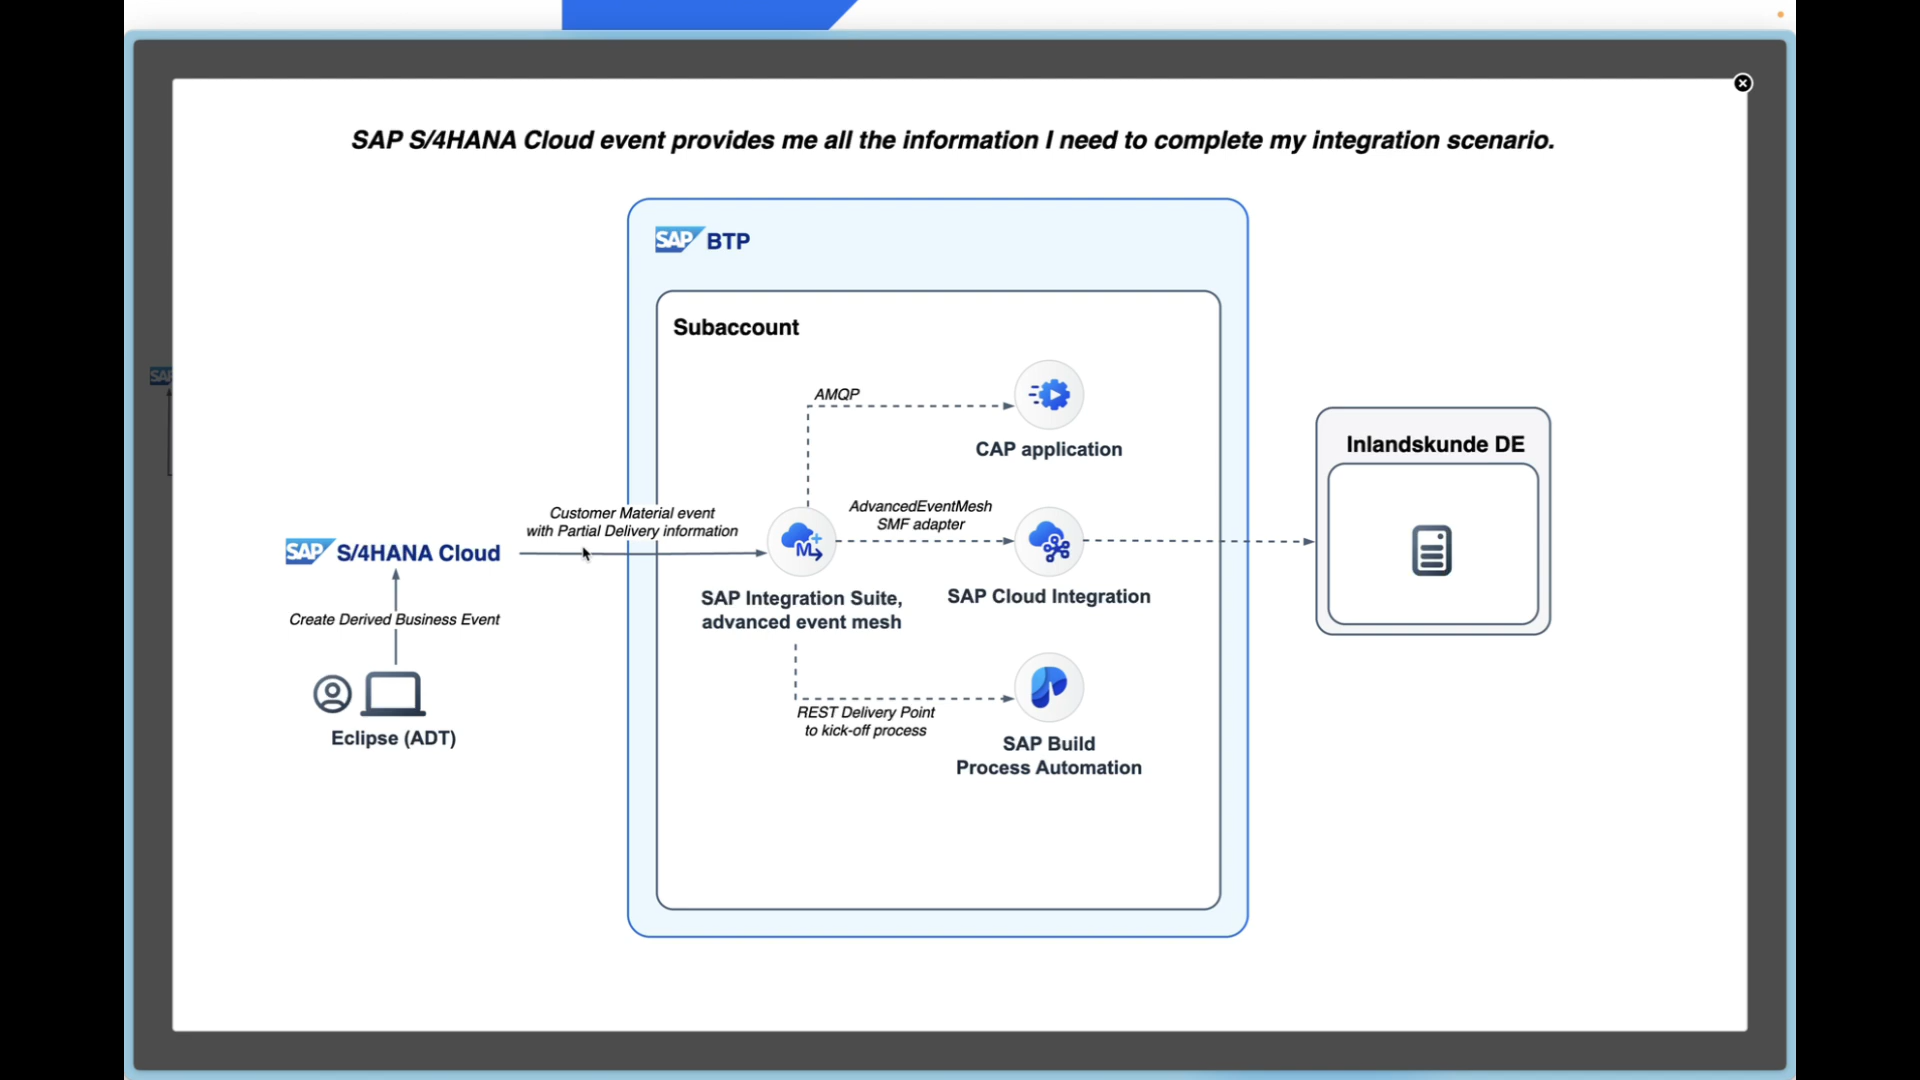 SAP S/4HANA Cloud event provides me all the information I need to complete my integration scenario.
SAP BTP
Subaccount
AMQP
CAP application
Customer Material event
with Partial Delivery information
AdvancedEventMesh
SMF adapter
SAP S/4HANA Cloud
SAP Integration Suite,
advanced event mesh
SAP Cloud Integration
Inlandskunde DE
Create Derived Business Event
Eclipse (ADT)
REST Delivery Point
to kick-off process
SAP Build
Process Automation
SAP